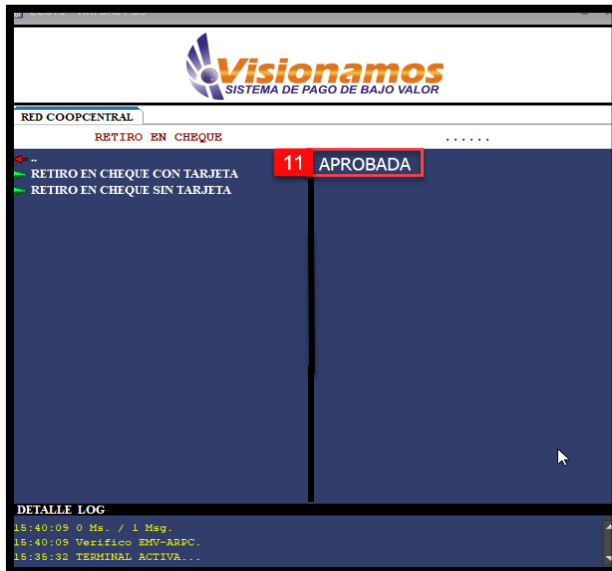 Visionamos
SISTEMA DE PAGO DE BAJO VALOR
RED COOPCENTRAL
RETIRO EN CHEQUE ......
..
RETIRO EN CHEQUE CON TARJETA
RETIRO EN CHEQUE SIN TARJETA
11 APROBADA
DETALLE LOG
15:40:09 0 Ms. / 1 Msg.
15:40:09 Verifico EMV-ARPC.
15:35:32 TERMINAL ACTIVA...